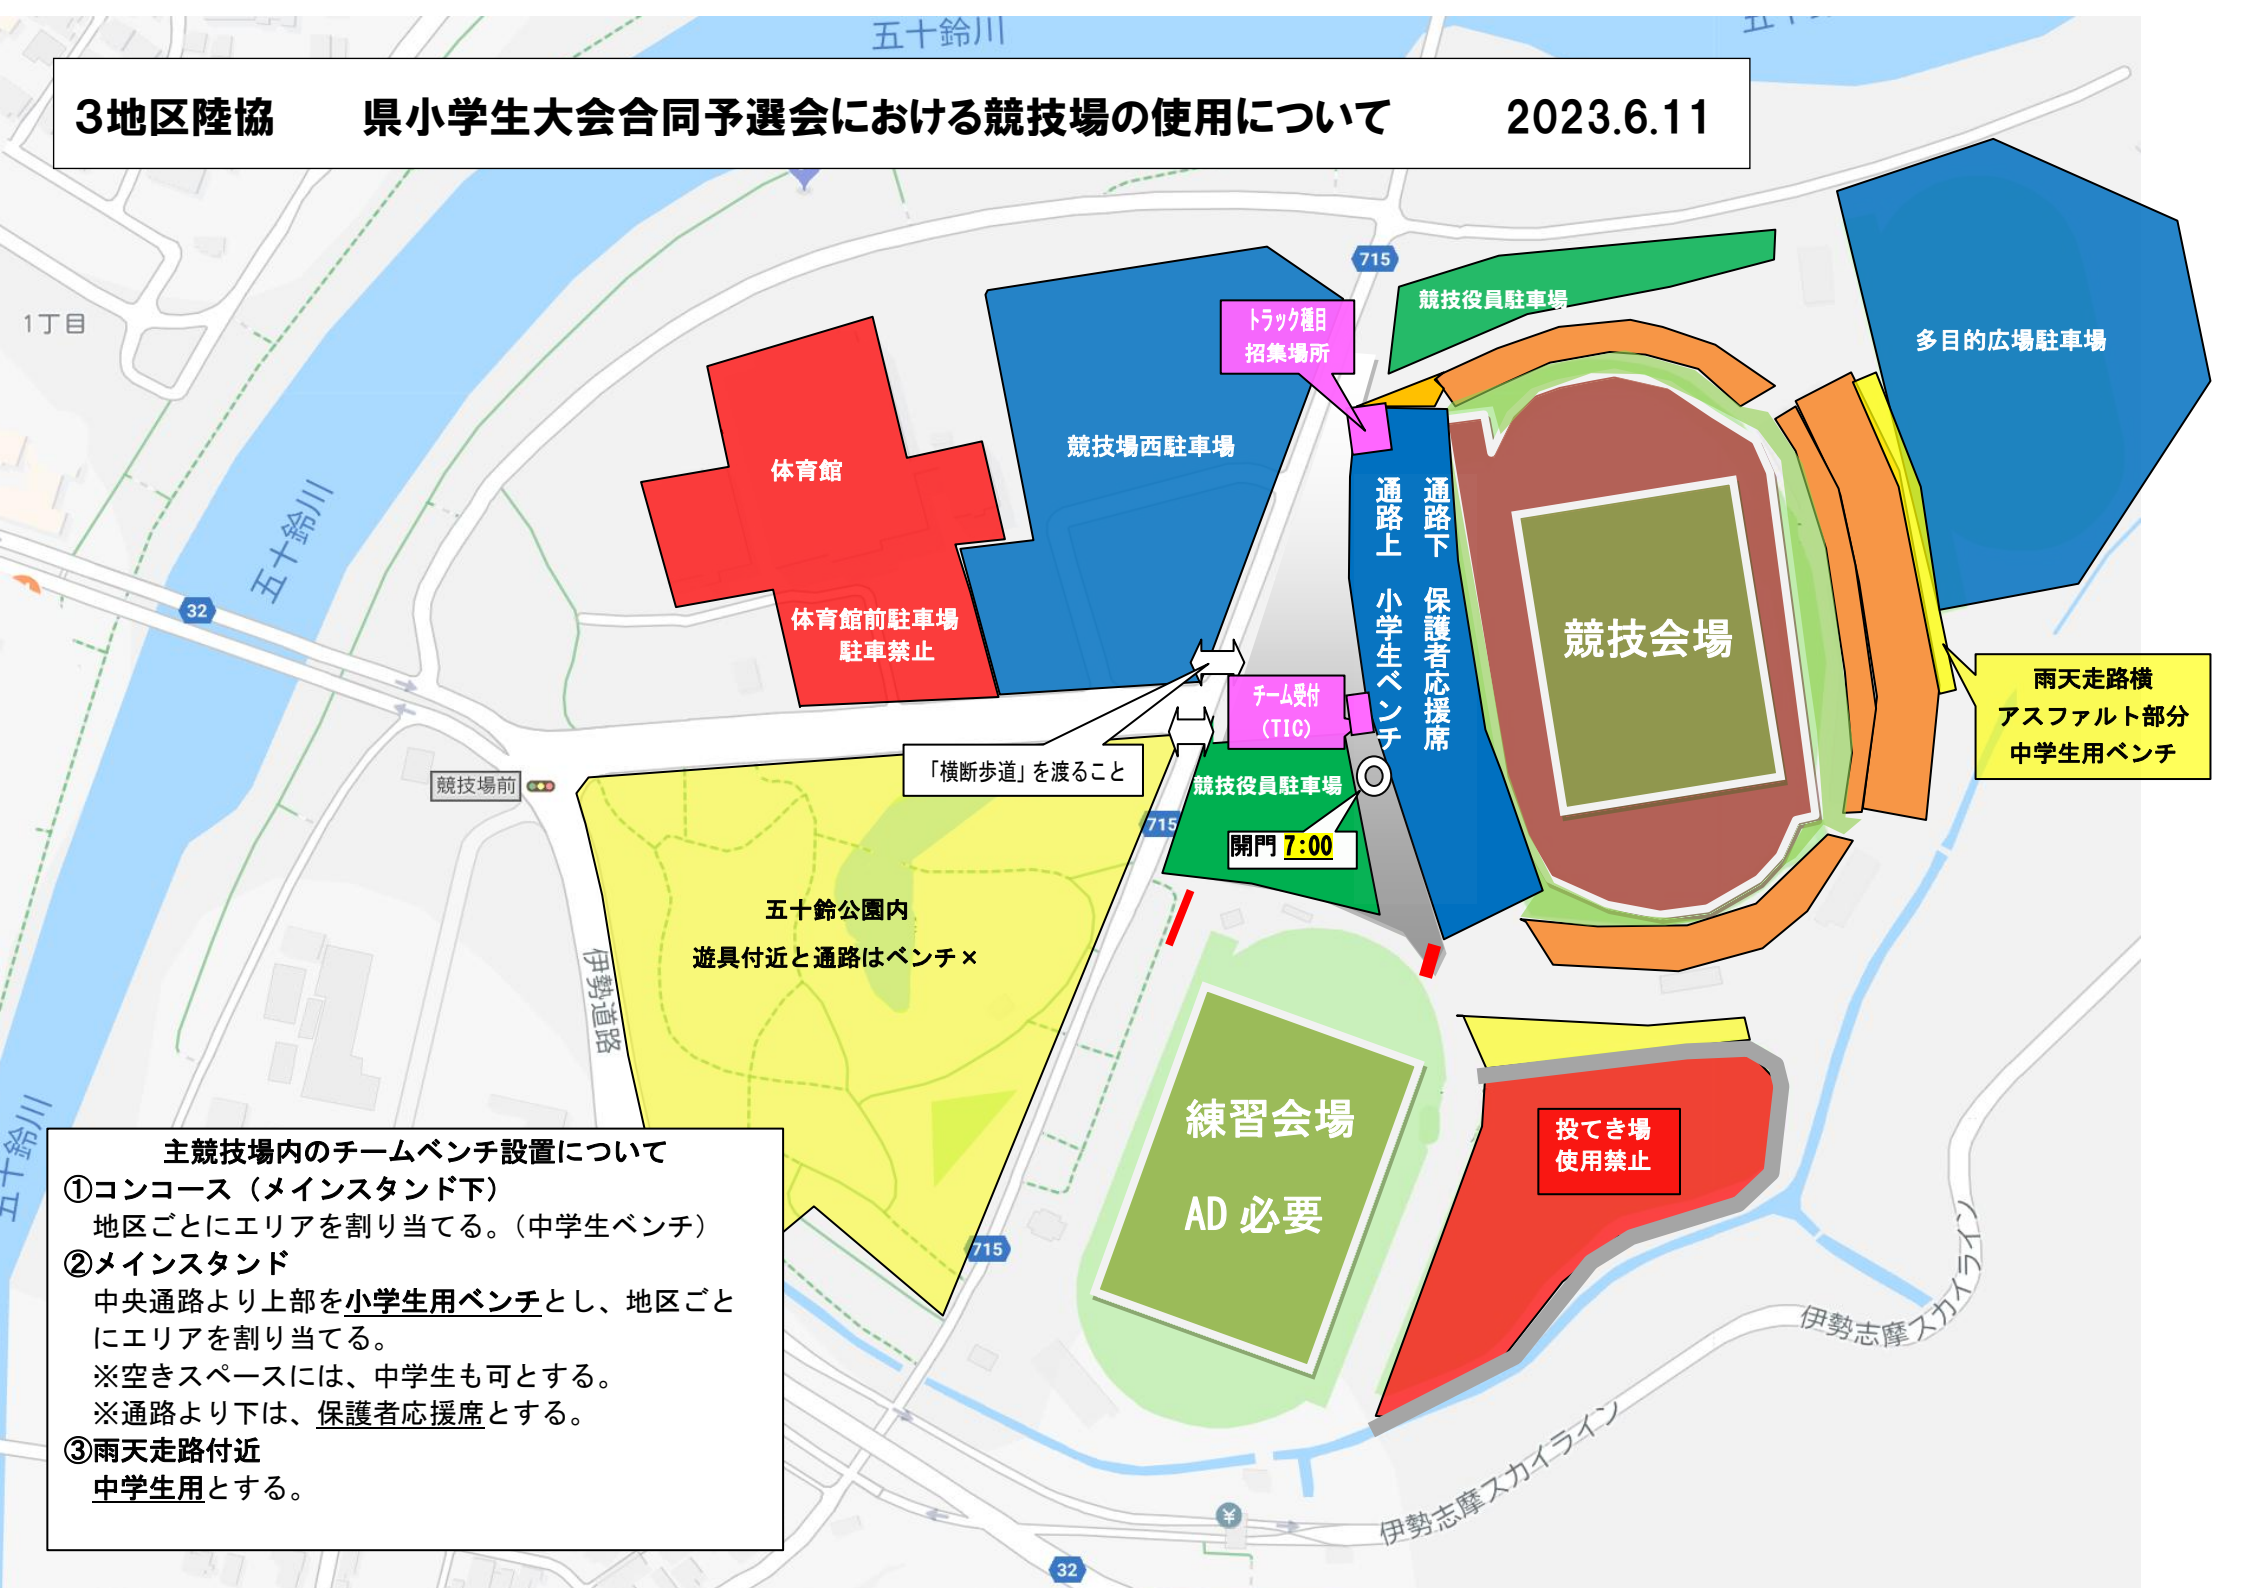 五十鈴川
3地区陸協　　県小学生大会合同予選会における競技場の使用について　　2023.6.11
715
競技役員駐車場
トラック種目
招集場所
1丁目
多目的広場駐車場
競技場西駐車場
体育館
五十鈴川
通路下　保護者応援席
通路上　小学生ベンチ
32
体育館前駐車場
駐車禁止
競技会場
雨天走路横
アスファルト部分
中学生用ベンチ
チーム受付
(TIC)
「横断歩道」を渡ること
競技場前
競技役員駐車場
715
開門 7:00
五十鈴公園内
遊具付近と通路はベンチ×
伊勢道路
練習会場
AD 必要
投てき場
使用禁止
五十鈴川
715
主競技場内のチームベンチ設置について
①コンコース（メインスタンド下）
地区ごとにエリアを割り当てる。（中学生ベンチ）
②メインスタンド
中央通路より上部を小学生用ベンチとし、地区ごと
にエリアを割り当てる。
※空きスペースには、中学生も可とする。
※通路より下は、保護者応援席とする。
③雨天走路付近
中学生用とする。
伊勢志摩スカイライン
伊勢志摩スカイライン
¥
32